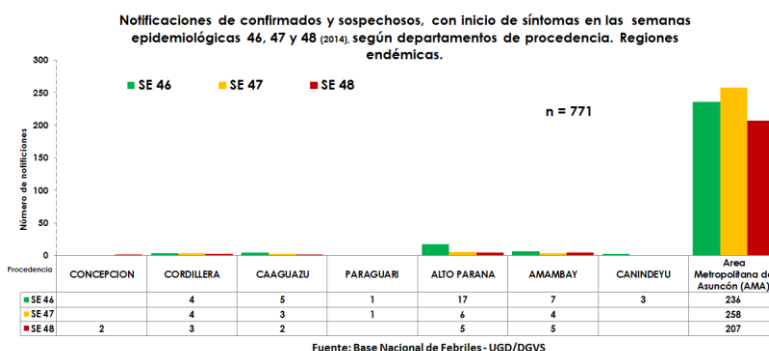 Notificaciones de confirmados y sospechosos, con inicio de síntomas en las semanas
epidemiológicas 46, 47 y 48 (2014), según departamentos de procedencia. Regiones
endémicas.
SE 46 SE 47 SE 48
n = 771
Número de notificiones
300
250
200
150
100
50
0
Procedencia CONCEPCION CORDILLERA CAAGUAZU PARAGUARI ALTO PARANA AMAMBAY CANINDEYU Area
Metropolitana de
Asuncón (AMA)
SE 46 4 5 1 17 7 3 236
SE 47 4 3 1 6 4 258
SE 48 2 3 2 5 5 207
Fuente: Base Nacional de Febriles - UGD/DGVS